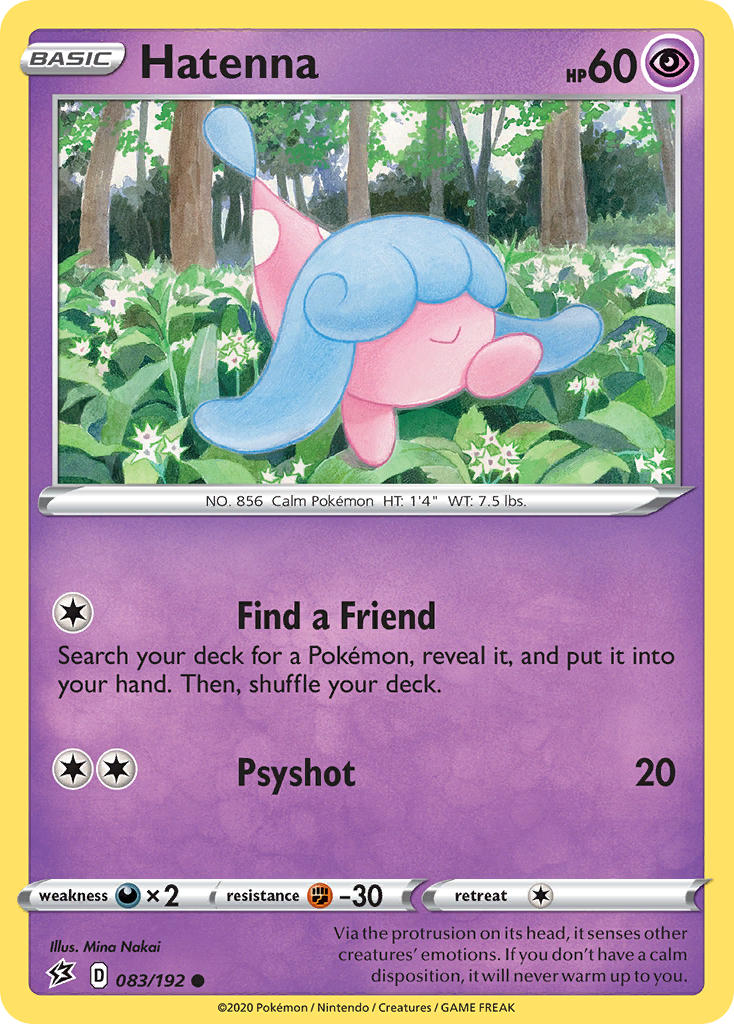 BASIC Hatenna HP60
NO. 856 Calm Pokémon HT: 1'4" WT: 7.5 lbs.
Find a Friend
Search your deck for a Pokémon, reveal it, and put it into
your hand. Then, shuffle your deck.
Psyshot 20
weakness ×2 resistance -30 retreat
Via the protrusion on its head, it senses other
creatures' emotions. If you don't have a calm
disposition, it will never warm up to you.
Illus. Mina Nakai
D 083/192
©2020 Pokémon / Nintendo / Creatures / GAME FREAK